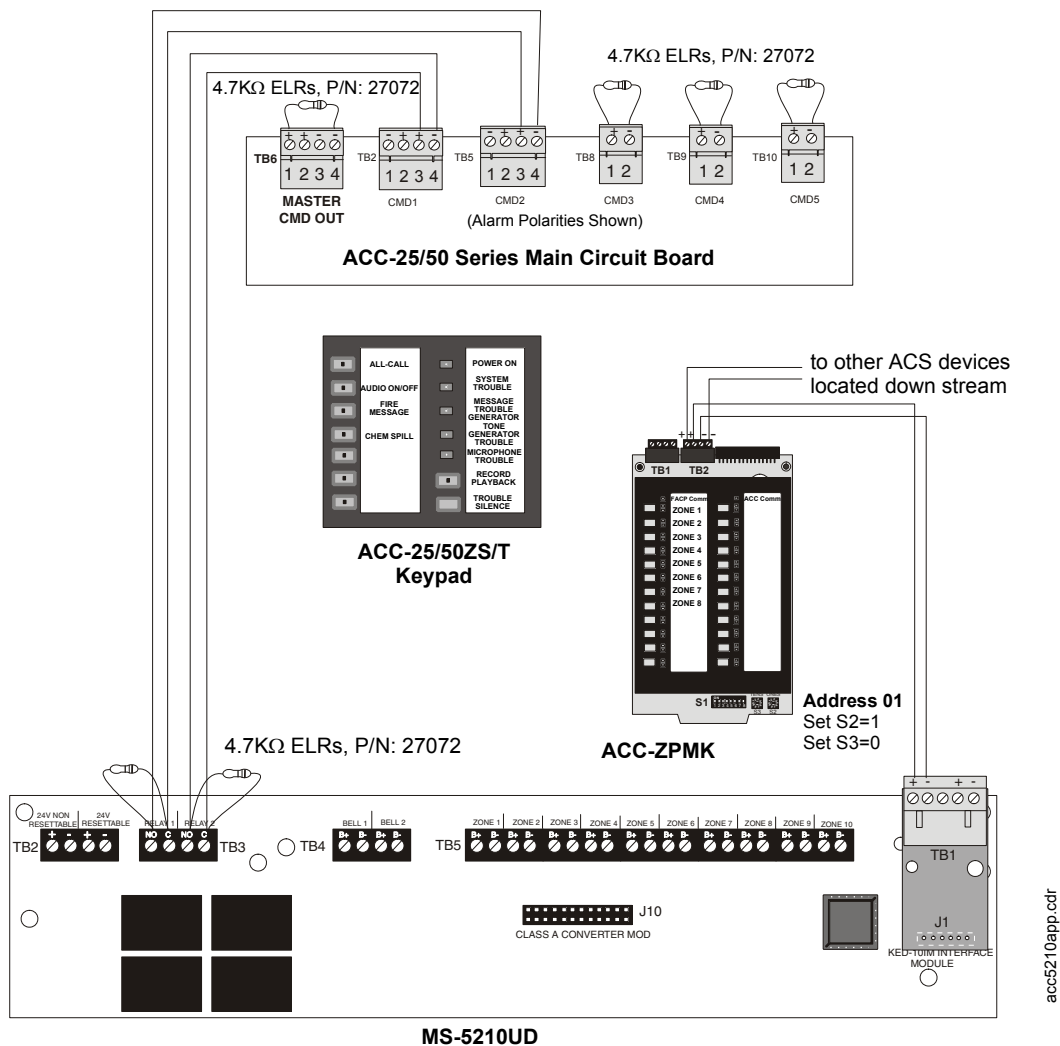 4.7KΩ ELRs, P/N: 27072
4.7KΩ ELRs, P/N: 27072
+ + - -
- - + -
- - + -
+ -
+ -
+ -
TB6
TB2
TB5
TB8
TB9
TB10
1 2 3 4
1 2 3 4
1 2 3 4
1 2
1 2
1 2
MASTER
CMD OUT
CMD1
CMD2
CMD3
CMD4
CMD5
(Alarm Polarities Shown)
ACC-25/50 Series Main Circuit Board
ALL-CALL
AUDIO ON/OFF
FIRE
MESSAGE
CHEM SPILL
POWER ON
SYSTEM
TROUBLE
MESSAGE
TROUBLE
GENERATOR
TONE
GENERATOR
TROUBLE
MICROPHONE
TROUBLE
RECORD
PLAYBACK
TROUBLE
SILENCE
ACC-25/50ZS/T
Keypad
to other ACS devices
located down stream
+ + - -
TB1
TB2
FACP Comm
ACC Comm
ZONE 1
ZONE 2
ZONE 3
ZONE 4
ZONE 5
ZONE 6
ZONE 7
ZONE 8
S1
S3
S2
Address 01
Set S2=1
Set S3=0
ACC-ZPMK
4.7KΩ ELRs, P/N: 27072
24V NON
RESETTABLE
24V
RESETTABLE
+ - + -
TB2
RELAY 1
RELAY 2
NO C NO C
TB3
TB4
BELL 1
BELL 2
B+ B- B+ B-
TB5
ZONE 1
ZONE 2
ZONE 3
ZONE 4
ZONE 5
ZONE 6
ZONE 7
ZONE 8
ZONE 9
ZONE 10
B+ B- B+ B- B+ B- B+ B- B+ B- B+ B- B+ B- B+ B- B+ B- B+ B-
J10
CLASS A CONVERTER MOD
+ - + -
TB1
J1
KED-10IM INTERFACE
MODULE
MS-5210UD
acc5210app.cdr